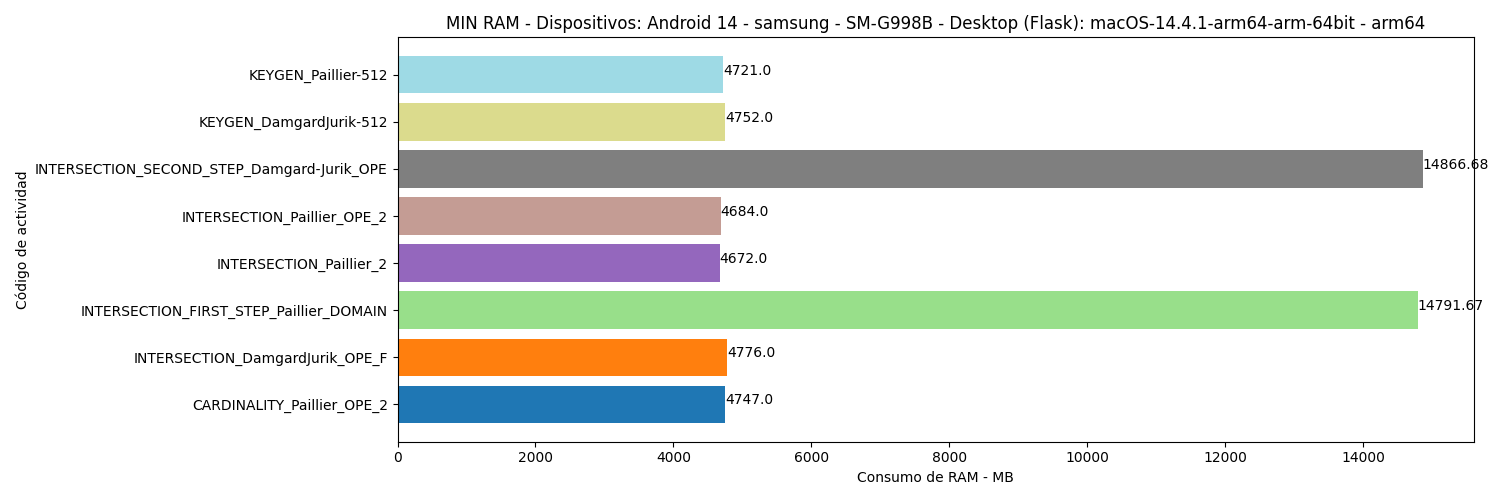 MIN RAM - Dispositivos: Android 14 - samsung - SM-G998B - Desktop (Flask): macOS-14.4.1-arm64-arm-64bit - arm64
Código de actividad
KEYGEN_Paillier-512 4721.0
KEYGEN_DamgardJurik-512 4752.0
INTERSECTION_SECOND_STEP_Damgard-Jurik_OPE 14866.68
INTERSECTION_Paillier_OPE_2 4684.0
INTERSECTION_Paillier_2 4672.0
INTERSECTION_FIRST_STEP_Paillier_DOMAIN 14791.67
INTERSECTION_DamgardJurik_OPE_F 4776.0
CARDINALITY_Paillier_OPE_2 4747.0
0 2000 4000 6000 8000 10000 12000 14000
Consumo de RAM - MB